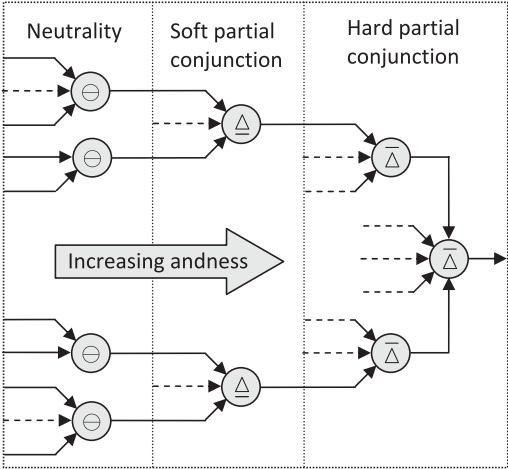 Neutrality
Soft partial
conjunction
Hard partial
conjunction
⊖
Δ̲
Δ̅
⊖
Δ̅
Increasing andness
⊖
Δ̅
Δ̲
⊖